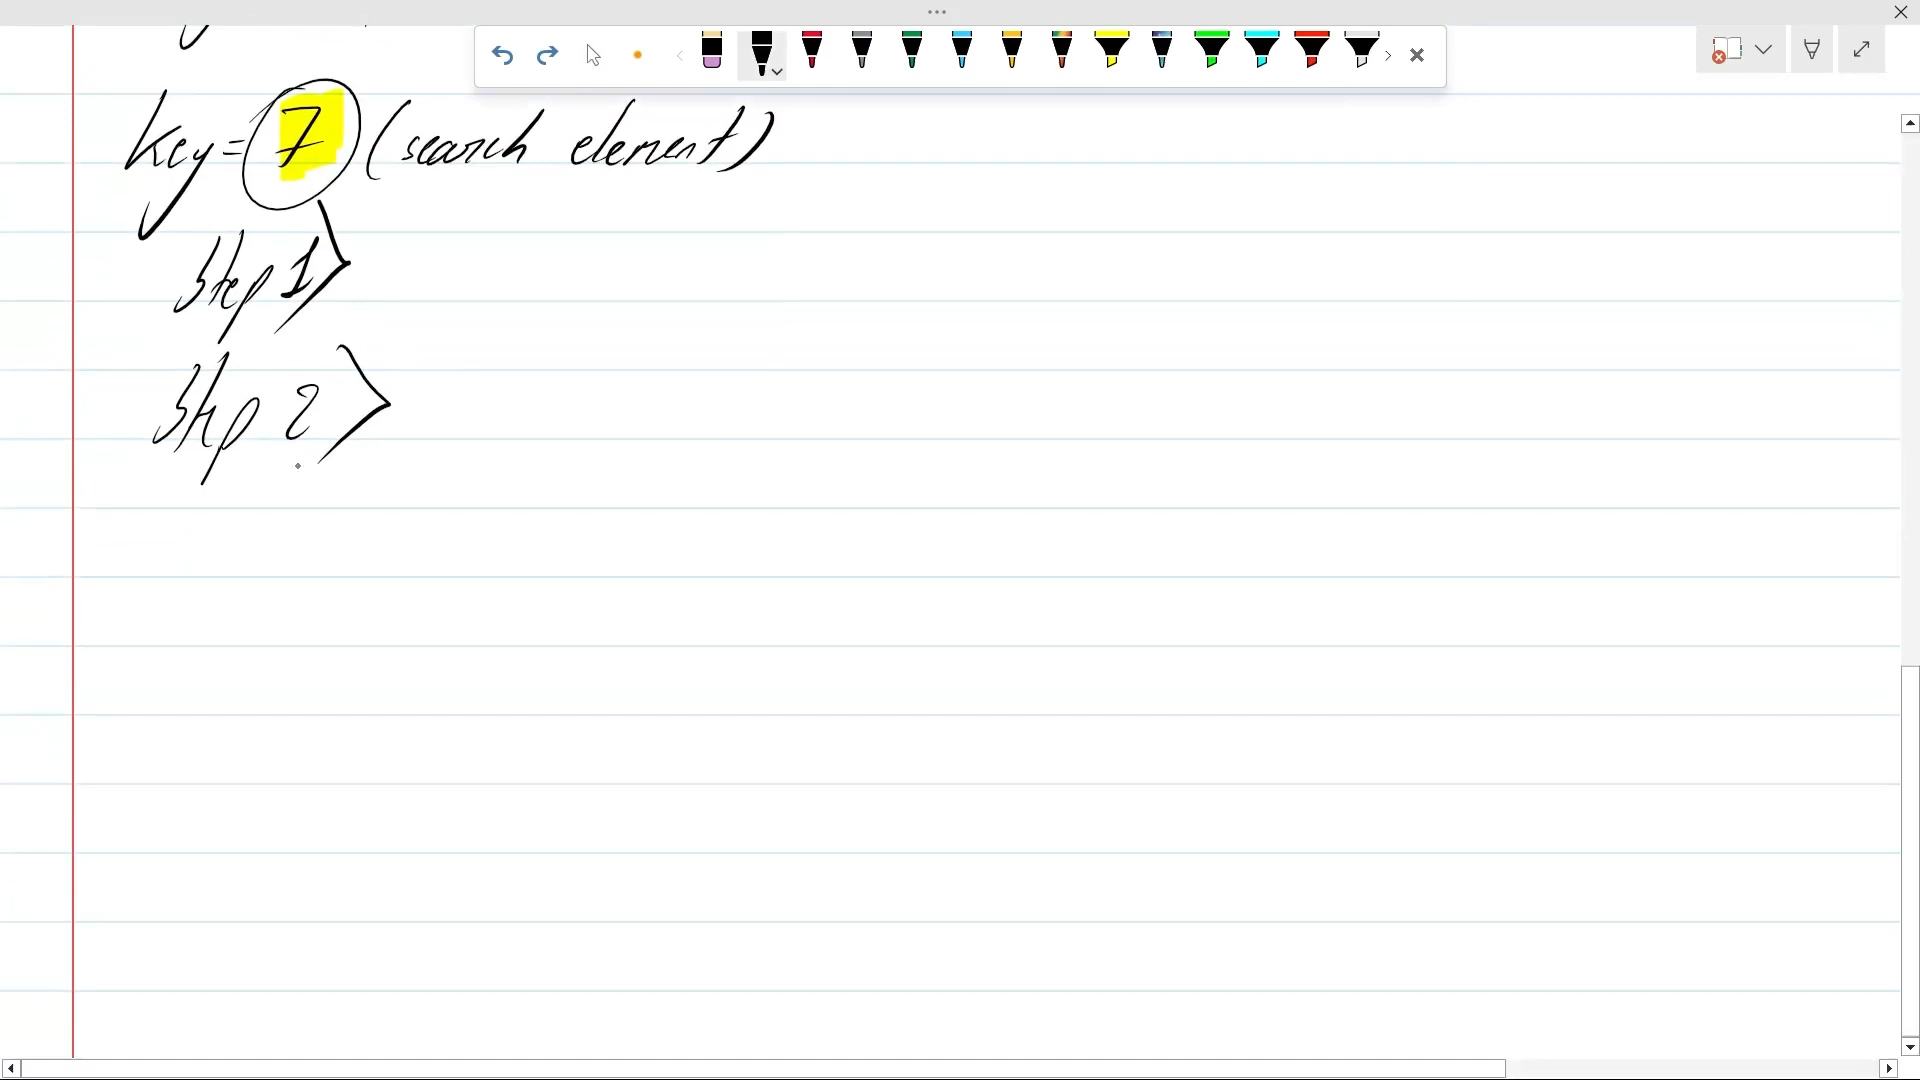 Key = 7 (search element)
Step 1>
Step 2>